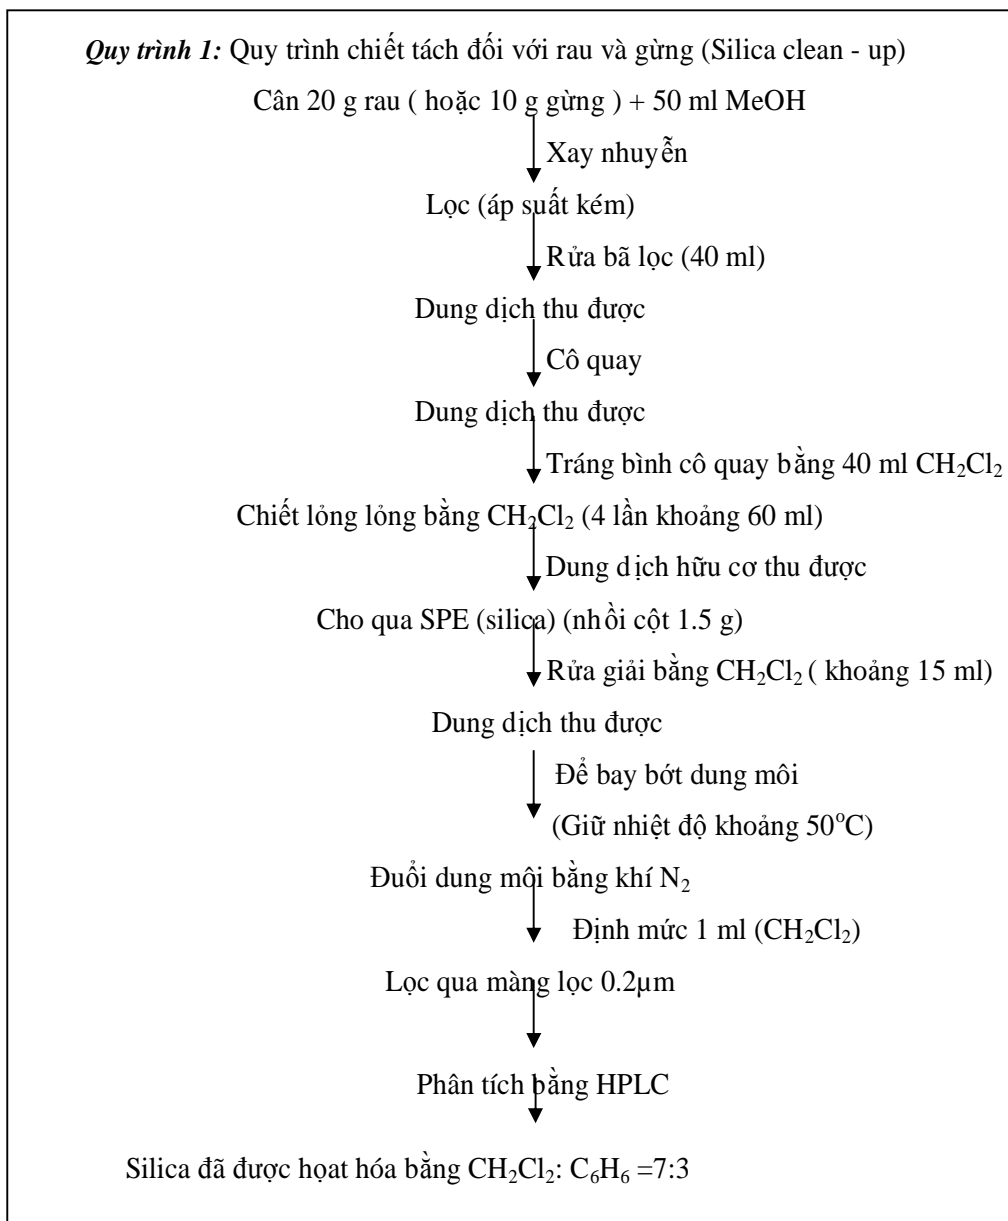 Quy trình 1: Quy trình chiết tách đối với rau và gừng (Silica clean - up)
Cân 20 g rau ( hoặc 10 g gừng ) + 50 ml MeOH
Xay nhuyễn
Lọc (áp suất kém)
Rửa bã lọc (40 ml)
Dung dịch thu được
Cô quay
Dung dịch thu được
Tráng bình cô quay bằng 40 ml CH₂Cl₂
Chiết lỏng lỏng bằng CH₂Cl₂ (4 lần khoảng 60 ml)
Dung dịch hữu cơ thu được
Cho qua SPE (silica) (nhồi cột 1.5 g)
Rửa giải bằng CH₂Cl₂ ( khoảng 15 ml)
Dung dịch thu được
Để bay bớt dung môi
(Giữ nhiệt độ khoảng 50°C)
Đuổi dung môi bằng khí N₂
Định mức 1 ml (CH₂Cl₂)
Lọc qua màng lọc 0.2µm
Phân tích bằng HPLC
Silica đã được họat hóa bằng CH₂Cl₂: C₆H₆ =7:3